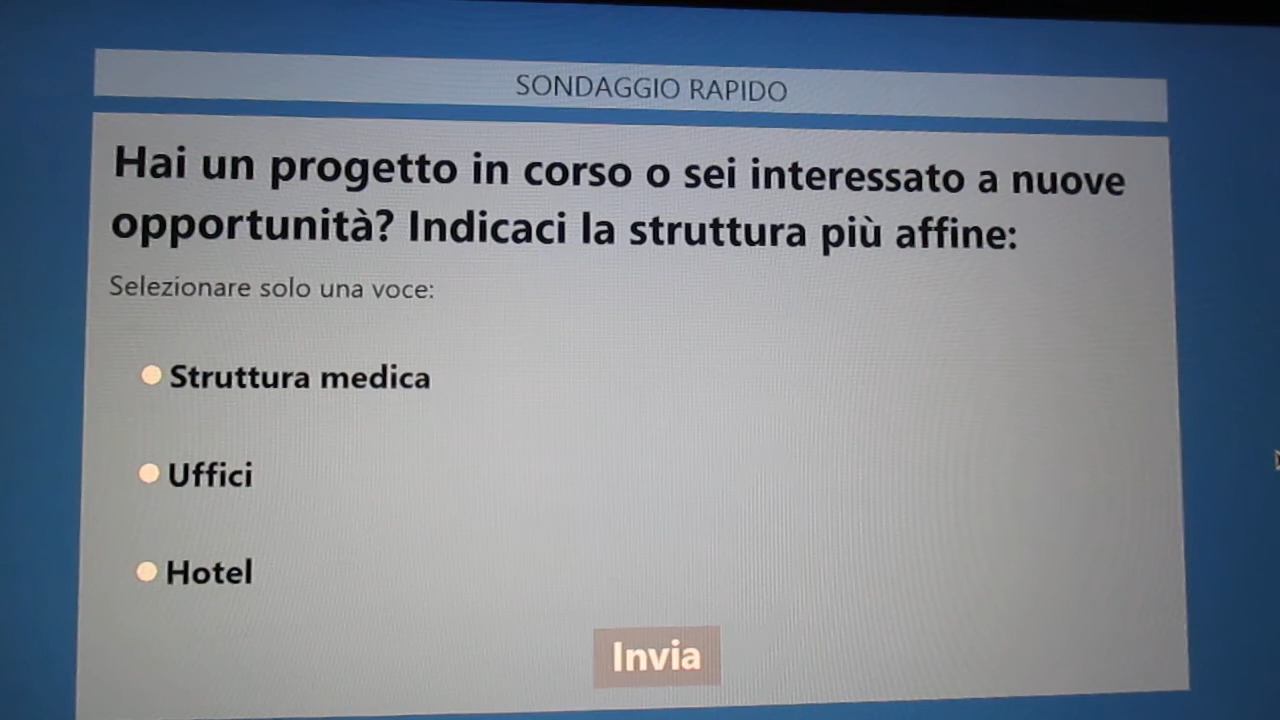 SONDAGGIO RAPIDO
Hai un progetto in corso o sei interessato a nuove
opportunità? Indicaci la struttura più affine:
Selezionare solo una voce:
Struttura medica
Uffici
Hotel
Invia